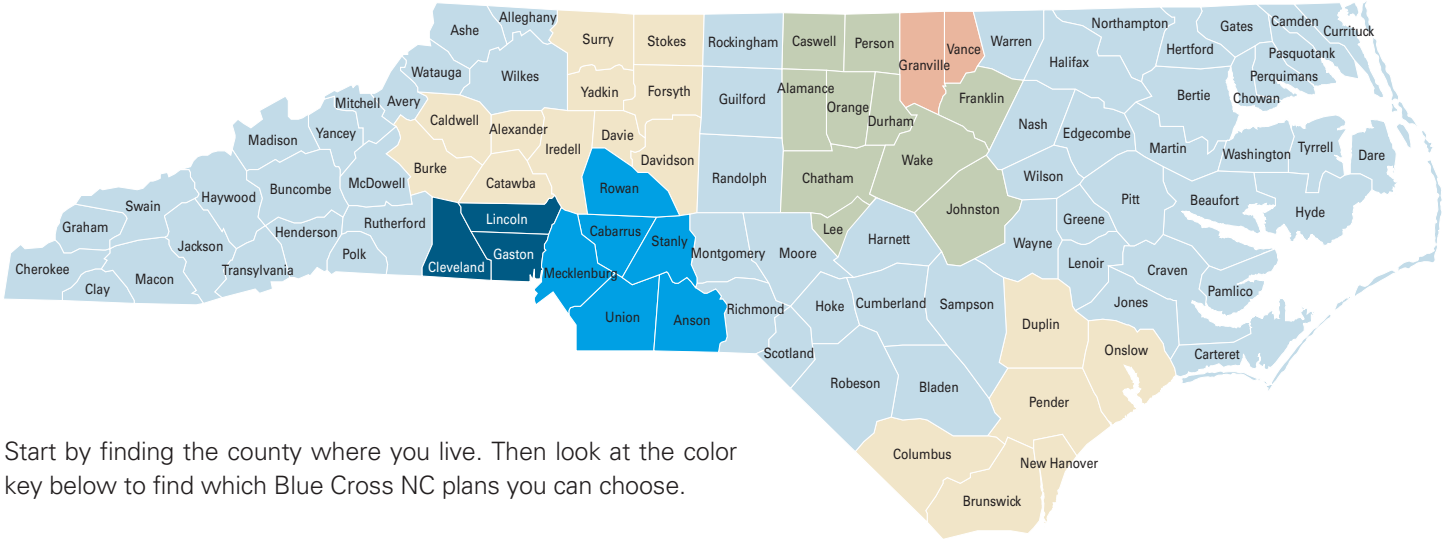 Alleghany
Northampton
Gates
Camden
Currituck
Ashe
Surry
Stokes
Rockingham
Caswell
Person
Vance
Warren
Hertford
Pasquotank
Granville
Halifax
Watauga
Wilkes
Perquimans
Yadkin
Forsyth
Guilford
Alamance
Orange
Franklin
Bertie
Chowan
Mitchell
Avery
Caldwell
Alexander
Davie
Durham
Nash
Edgecombe
Madison
Yancey
Iredell
Davidson
Wake
Martin
Washington
Tyrrell
Dare
Burke
Catawba
Rowan
Randolph
Chatham
Wilson
McDowell
Buncombe
Haywood
Swain
Pitt
Beaufort
Hyde
Johnston
Graham
Rutherford
Lincoln
Greene
Henderson
Cabarrus
Stanly
Lee
Harnett
Wayne
Jackson
Polk
Gaston
Montgomery
Moore
Cherokee
Macon
Transylvania
Cleveland
Mecklenburg
Lenoir
Craven
Clay
Pamlico
Union
Anson
Richmond
Hoke
Cumberland
Sampson
Jones
Duplin
Scotland
Onslow
Carteret
Robeson
Bladen
Pender
Columbus
New Hanover
Brunswick
Start by finding the county where you live. Then look at the color
key below to find which Blue Cross NC plans you can choose.